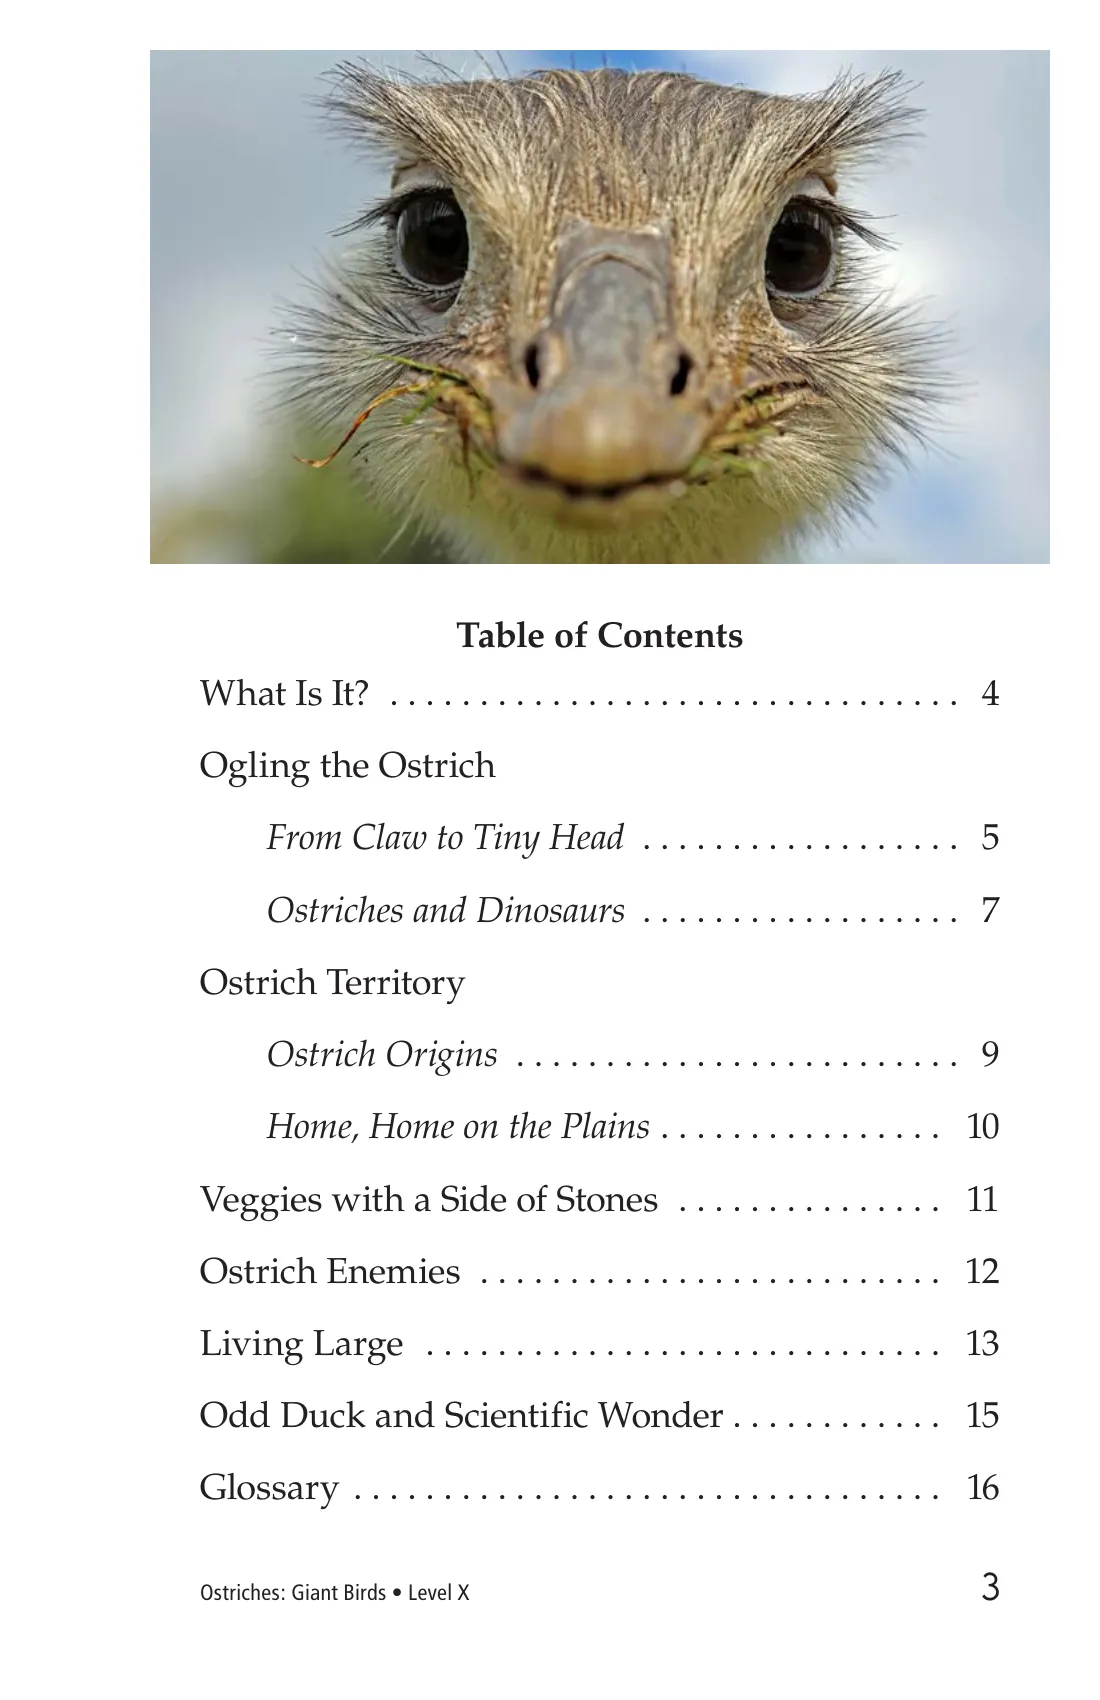 Table of Contents
What Is It? . . . . . . . . . . . . . . . . . . . . . . . . . . . . . . . . 4
Ogling the Ostrich
From Claw to Tiny Head . . . . . . . . . . . . . . . . . . 5
Ostriches and Dinosaurs . . . . . . . . . . . . . . . . . . 7
Ostrich Territory
Ostrich Origins . . . . . . . . . . . . . . . . . . . . . . . . . 9
Home, Home on the Plains . . . . . . . . . . . . . . . . 10
Veggies with a Side of Stones . . . . . . . . . . . . . . . 11
Ostrich Enemies . . . . . . . . . . . . . . . . . . . . . . . . . . 12
Living Large . . . . . . . . . . . . . . . . . . . . . . . . . . . . . 13
Odd Duck and Scientific Wonder . . . . . . . . . . . . 15
Glossary . . . . . . . . . . . . . . . . . . . . . . . . . . . . . . . . . 16
Ostriches: Giant Birds • Level X 3